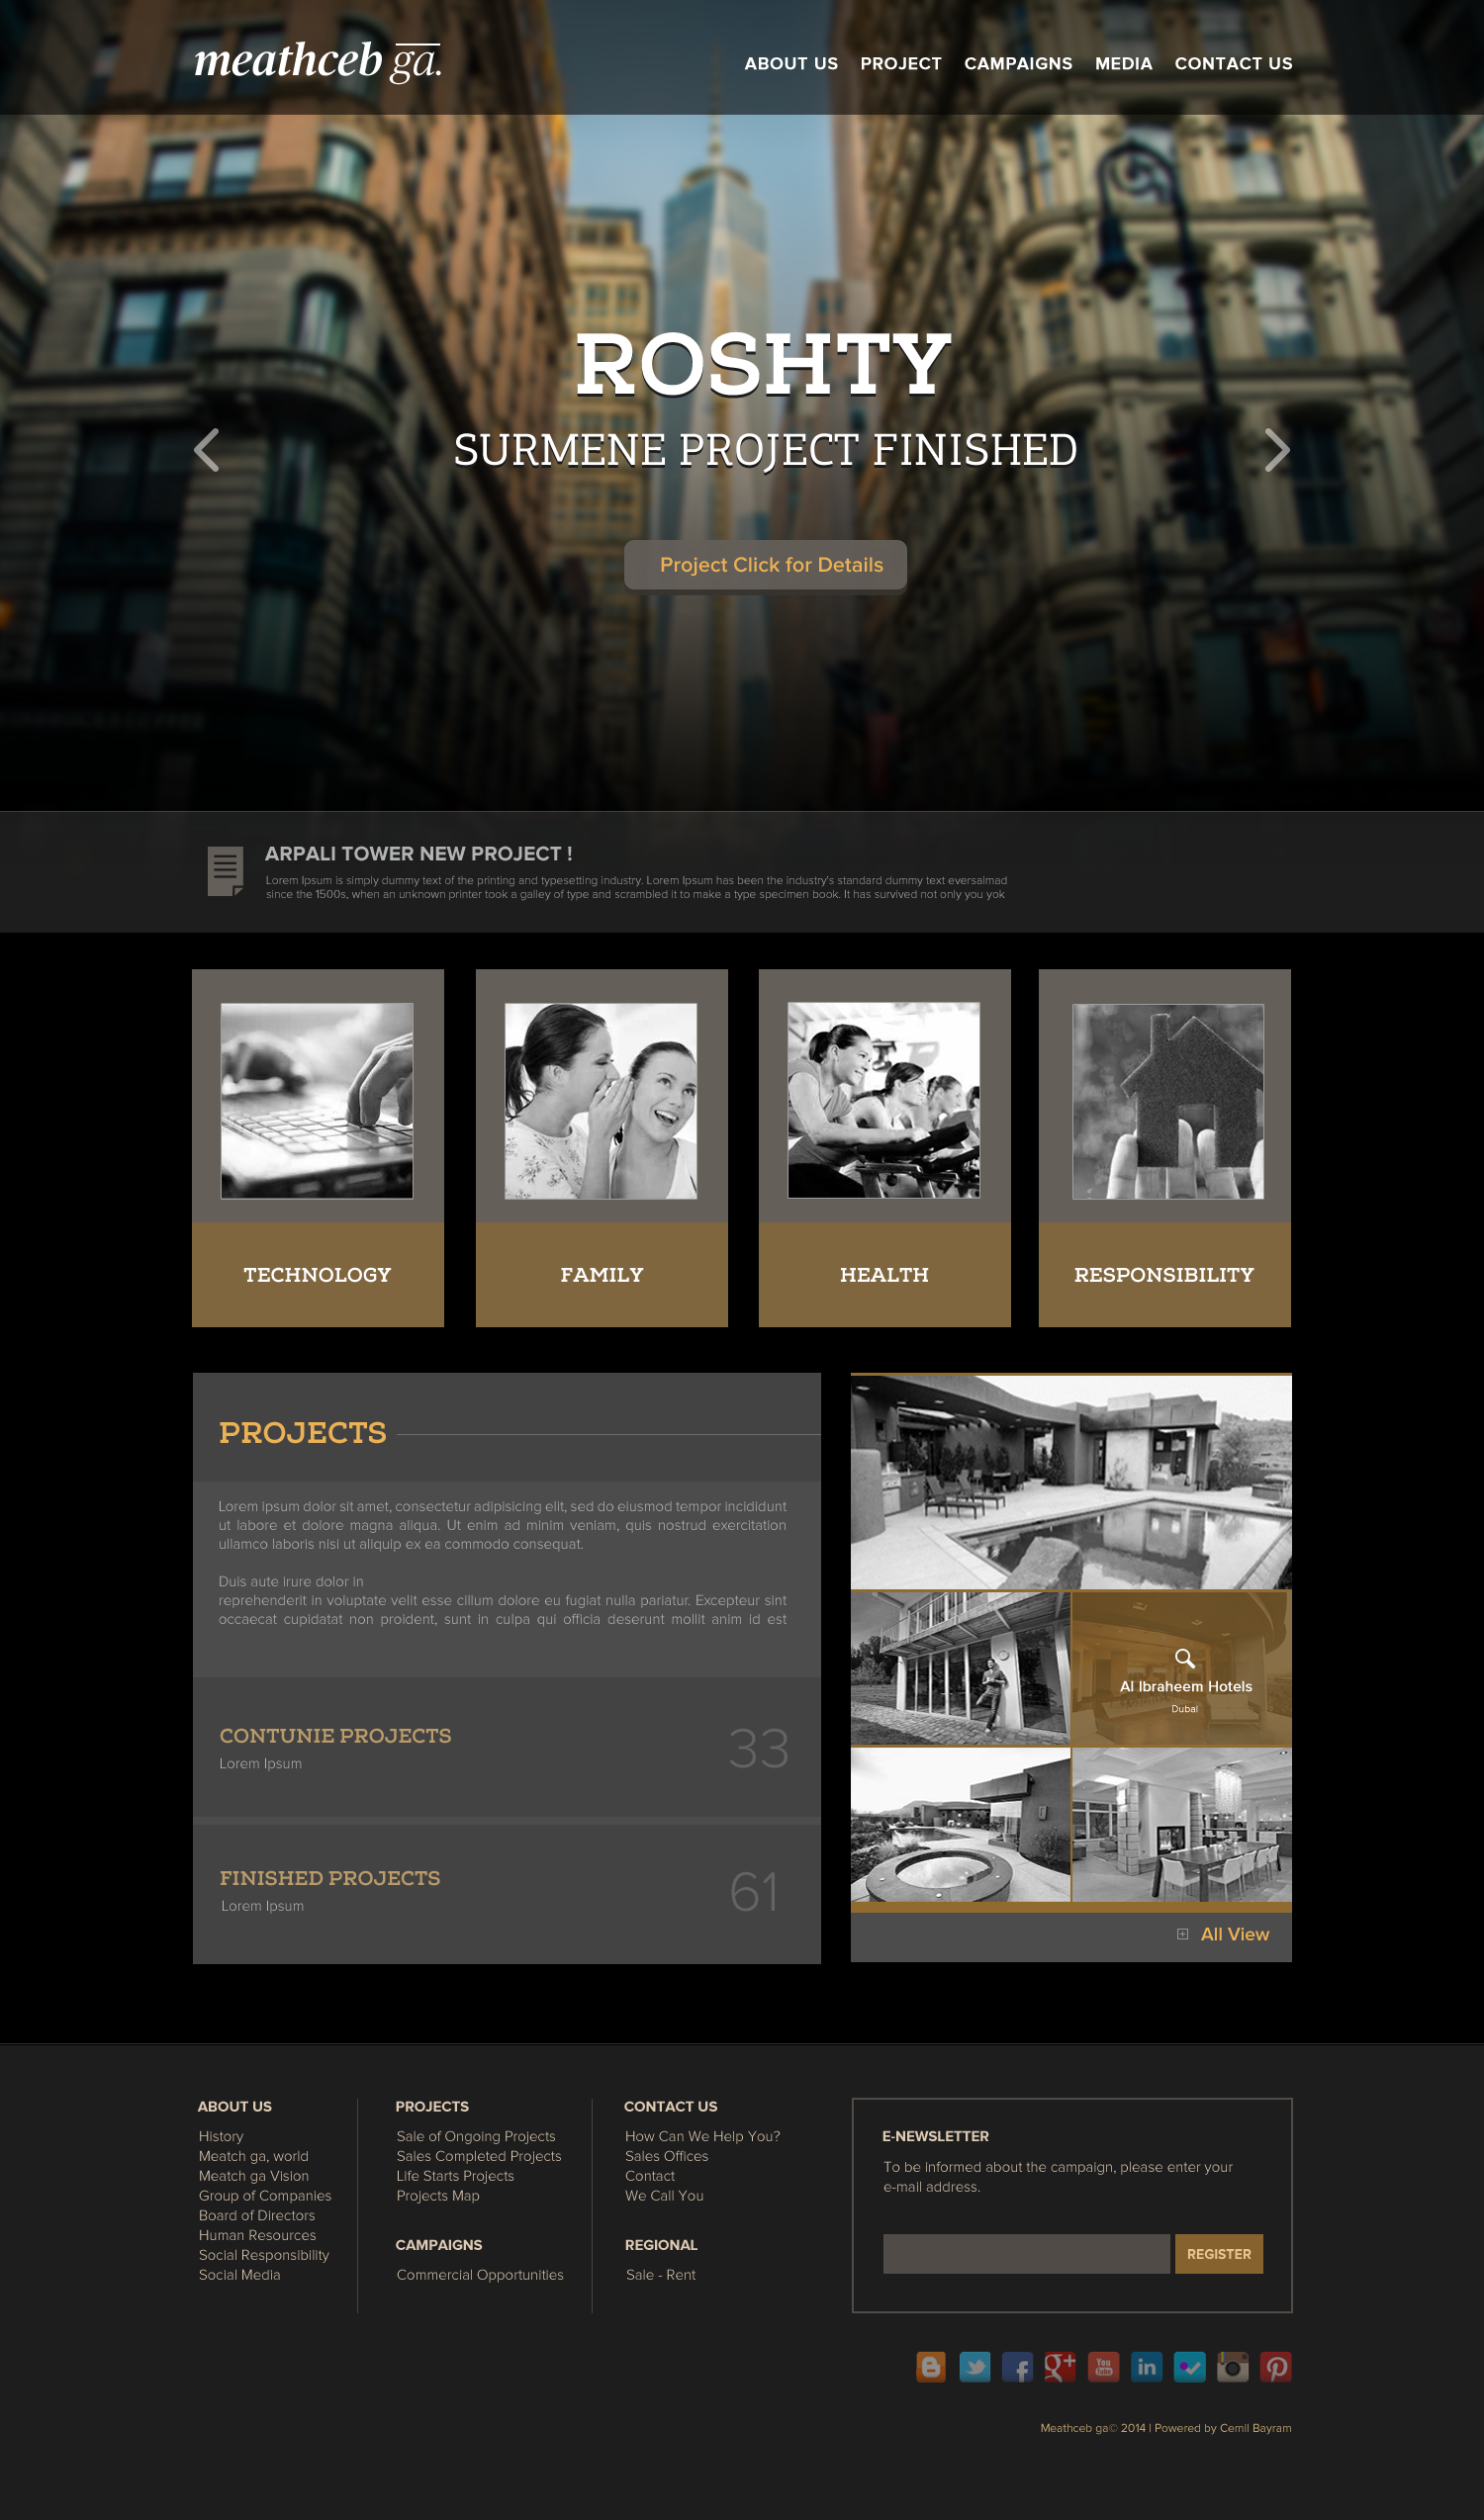 meathceb ga.
ABOUT US PROJECT CAMPAIGNS MEDIA CONTACT US
ROSHTY
SURMENE PROJECT FINISHED
Project Click for Details
ARPALI TOWER NEW PROJECT !
Lorem Ipsum is simply dummy text of the printing and typesetting industry. Lorem Ipsum has been the industry's standard dummy text eversalmad
since the 1500s, when an unknown printer took a galley of type and scrambled it to make a type specimen book. It has survived not only you yok
TECHNOLOGY
FAMILY
HEALTH
RESPONSIBILITY
PROJECTS
Lorem ipsum dolor sit amet, consectetur adipisicing elit, sed do eiusmod tempor incididunt
ut labore et dolore magna aliqua. Ut enim ad minim veniam, quis nostrud exercitation
ullamco laboris nisi ut aliquip ex ea commodo consequat.
Duis aute irure dolor in
reprehenderit in voluptate velit esse cillum dolore eu fugiat nulla pariatur. Excepteur sint
occaecat cupidatat non proident, sunt in culpa qui officia deserunt mollit anim id est
CONTUNIE PROJECTS
Lorem Ipsum
33
FINISHED PROJECTS
Lorem Ipsum
61
Al Ibraheem Hotels
Dubai
All View
ABOUT US
History
Meatch ga, world
Meatch ga Vision
Group of Companies
Board of Directors
Human Resources
Social Responsibility
Social Media
PROJECTS
Sale of Ongoing Projects
Sales Completed Projects
Life Starts Projects
Projects Map
CAMPAIGNS
Commercial Opportunities
CONTACT US
How Can We Help You?
Sales Offices
Contact
We Call You
REGIONAL
Sale - Rent
E-NEWSLETTER
To be informed about the campaign, please enter your
e-mail address.
REGISTER
You
Tube
in
Meathceb ga© 2014 | Powered by Cemil Bayram